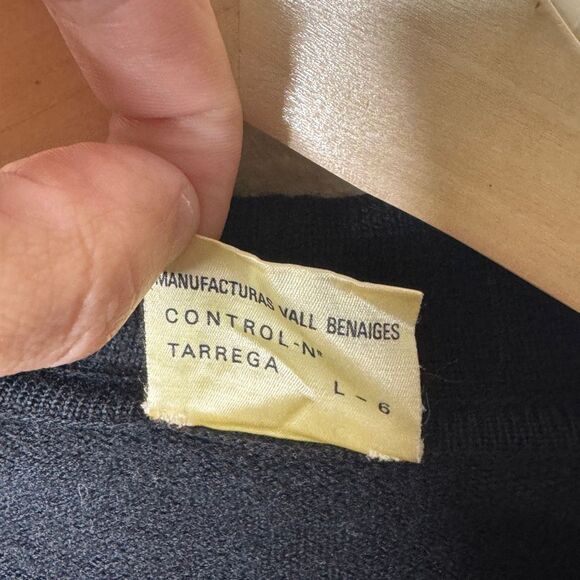 MANUFACTURAS VALL BENAIGES
CONTROL-Nº
TARREGA
L - 6